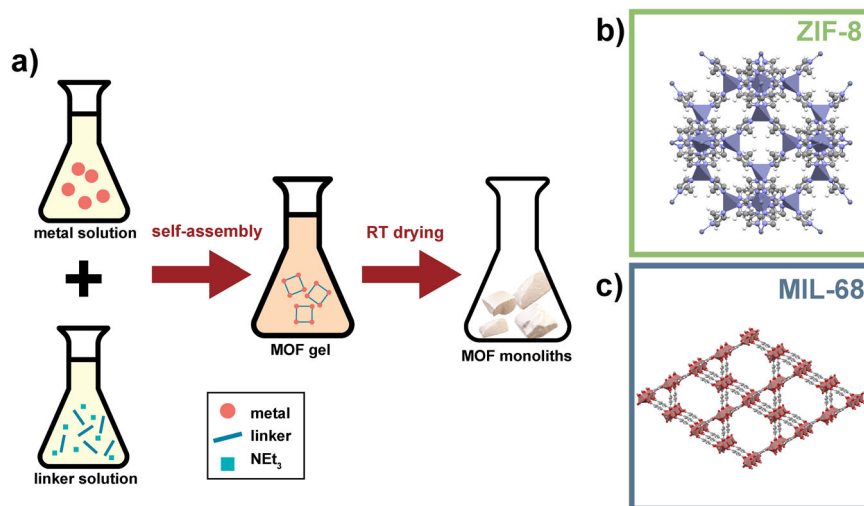 a)
metal solution
linker solution
self-assembly
MOF gel
RT drying
MOF monoliths
metal
linker
NEt₃
b)
ZIF-8
c)
MIL-68